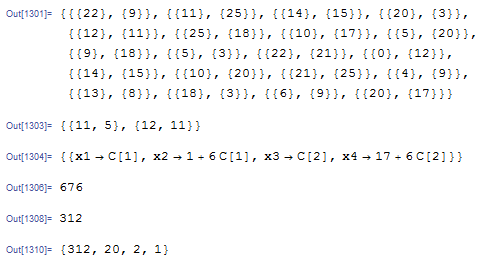 Out[1301]= {{{22}, {9}}, {{11}, {25}}, {{14}, {15}}, {{20}, {3}},
{{12}, {11}}, {{25}, {18}}, {{10}, {17}}, {{5}, {20}},
{{9}, {18}}, {{5}, {3}}, {{22}, {21}}, {{0}, {12}},
{{14}, {15}}, {{10}, {20}}, {{21}, {25}}, {{4}, {9}},
{{13}, {8}}, {{18}, {3}}, {{6}, {9}}, {{20}, {17}}}
Out[1303]= {{11, 5}, {12, 11}}
Out[1304]= {{x1 → C[1], x2 → 1 + 6 C[1], x3 → C[2], x4 → 17 + 6 C[2]}}
Out[1306]= 676
Out[1308]= 312
Out[1310]= {312, 20, 2, 1}